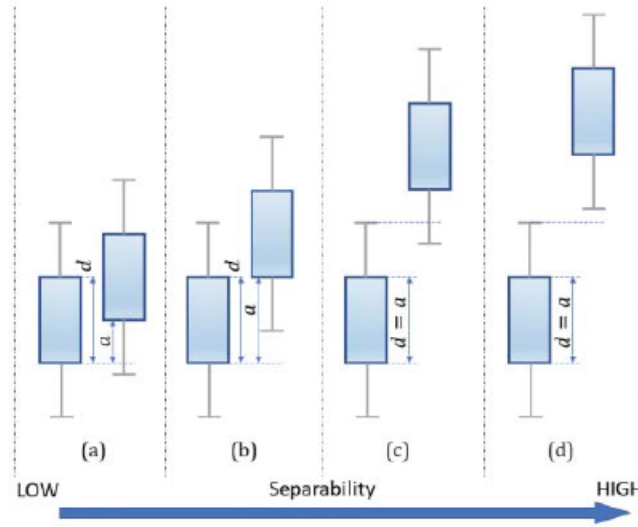 d
a
d
a
d = a
d = a
(a)
(b)
(c)
(d)
LOW
Separability
HIGH